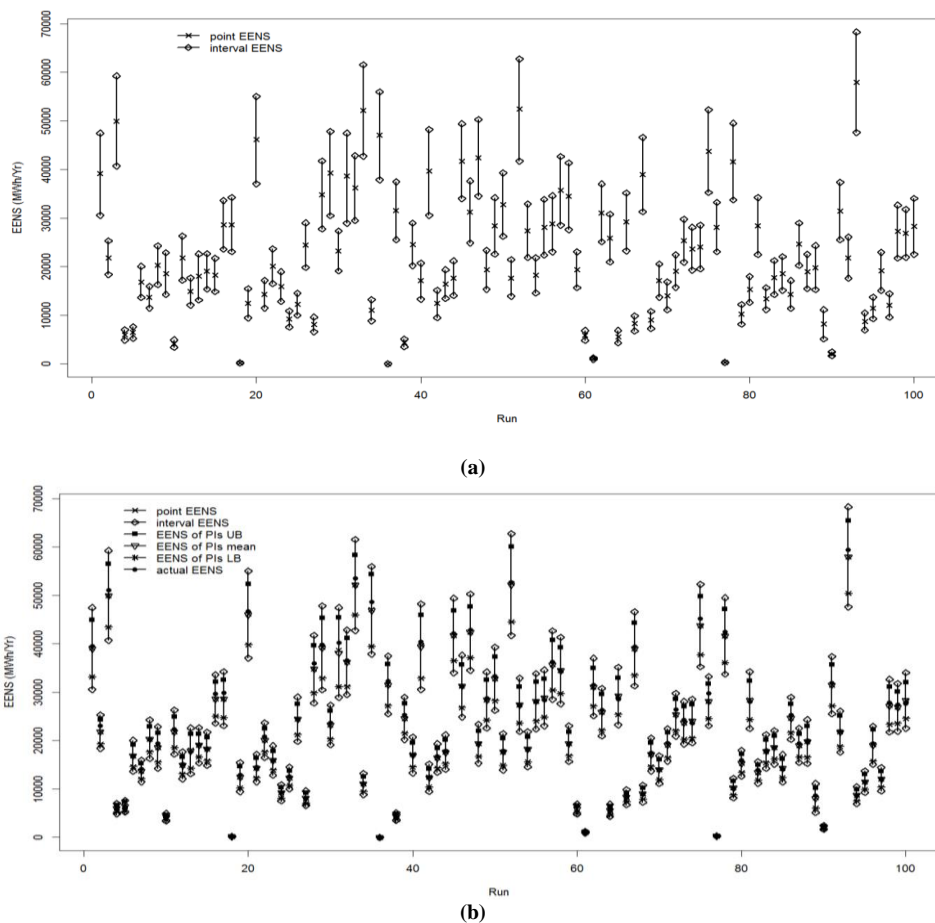 70000
60000
50000
40000
30000
20000
10000
0
EENS (MWh/Yr)
point EENS
interval EENS
0 20 40 60 80 100
Run
(a)
70000
60000
50000
40000
30000
20000
10000
0
EENS (MWh/Yr)
point EENS
interval EENS
EENS of PIs UB
EENS of PIs mean
EENS of PIs LB
actual EENS
0 20 40 60 80 100
Run
(b)